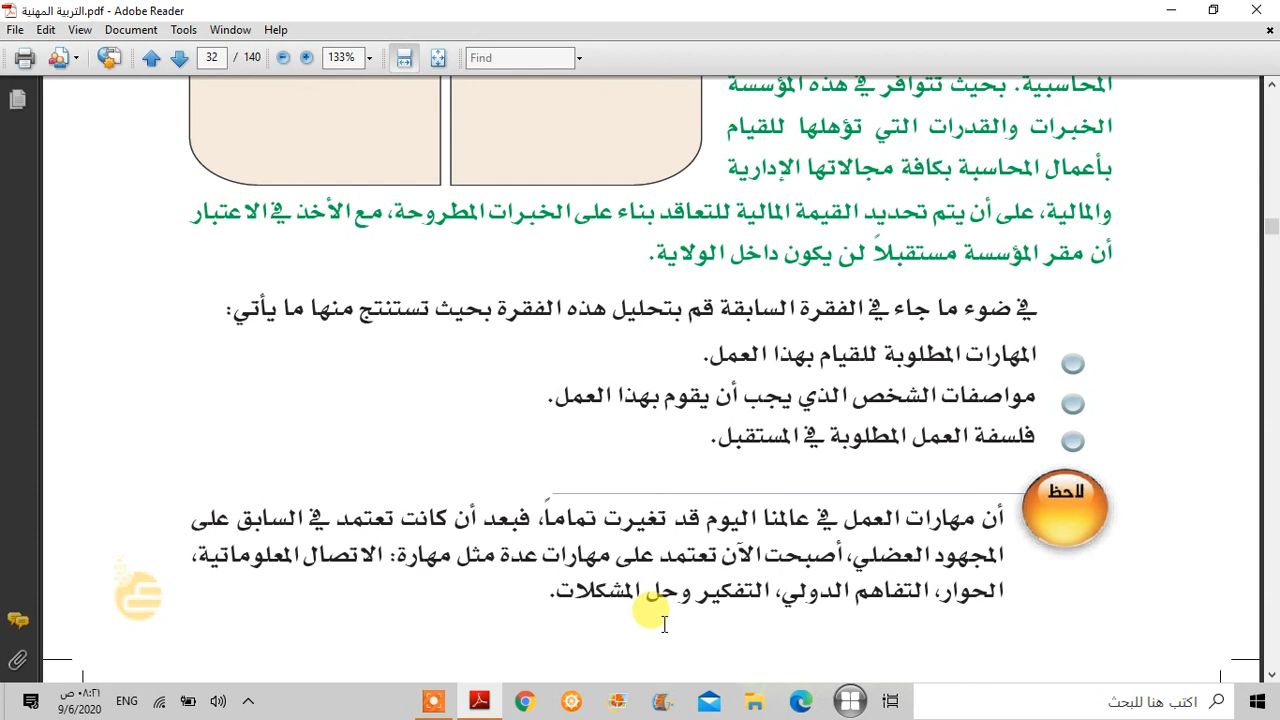 التربية المهنية.pdf - Adobe Reader
File Edit View Document Tools Window Help
32 / 140 133% Find
المحاسبية. بحيث تتوافر في هذه المؤسسة
الخبرات والقدرات التي تؤهلها للقيام
بأعمال المحاسبة بكافة مجالاتها الإدارية
والمالية، على أن يتم تحديد القيمة المالية للتعاقد بناء على الخبرات المطروحة، مع الأخذ في الاعتبار
أن مقر المؤسسة مستقبلاً لن يكون داخل الولاية.
في ضوء ما جاء في الفقرة السابقة قم بتحليل هذه الفقرة بحيث تستنتج منها ما يأتي:
المهارات المطلوبة للقيام بهذا العمل.
مواصفات الشخص الذي يجب أن يقوم بهذا العمل.
فلسفة العمل المطلوبة في المستقبل.
لاحظ
أن مهارات العمل في عالمنا اليوم قد تغيرت تماماً، فبعد أن كانت تعتمد في السابق على
المجهود العضلي، أصبحت الآن تعتمد على مهارات عدة مثل مهارة: الاتصال المعلوماتية،
الحوار، التفاهم الدولي، التفكير وحل المشكلات.
٠٨:٢١ ص
9/6/2020
ENG
اكتب هنا للبحث